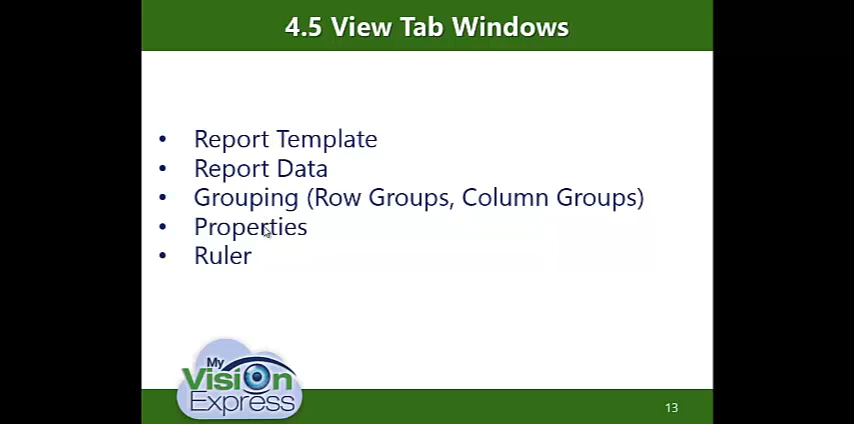 4.5 View Tab Windows
• Report Template
• Report Data
• Grouping (Row Groups, Column Groups)
• Properties
• Ruler
My
Vision
Express
13